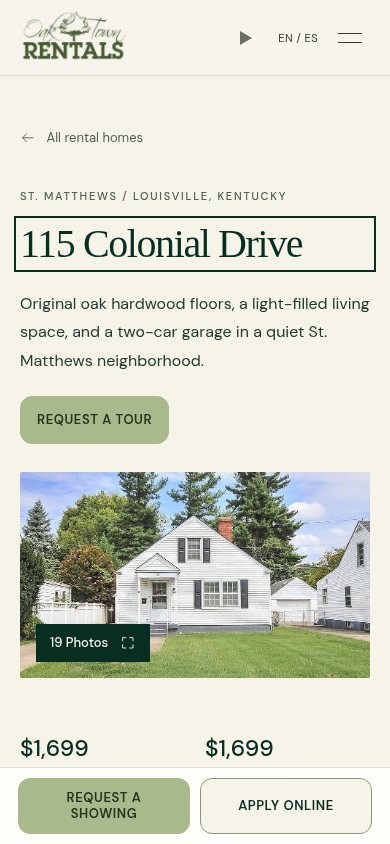 Oak Town
RENTALS
EN / ES
All rental homes
ST. MATTHEWS / LOUISVILLE, KENTUCKY
115 Colonial Drive
Original oak hardwood floors, a light-filled living
space, and a two-car garage in a quiet St.
Matthews neighborhood.
REQUEST A TOUR
19 Photos
$1,699 $1,699
REQUEST A
SHOWING
APPLY ONLINE